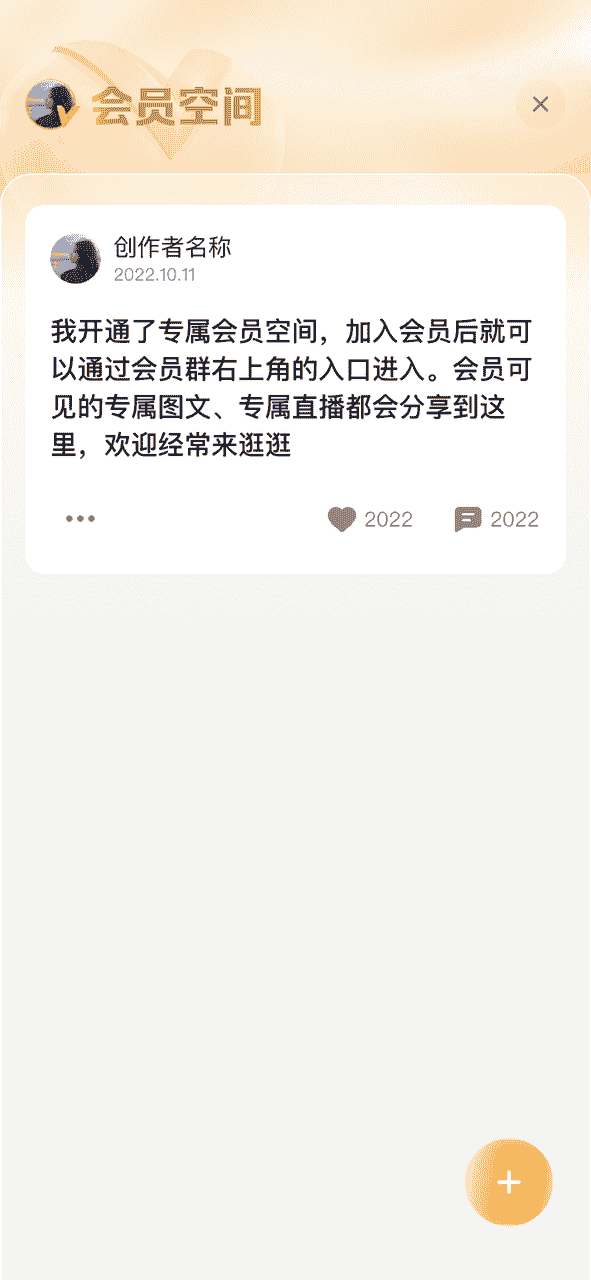 会员空间
创作者名称
2022.10.11
我开通了专属会员空间，加入会员后就可
以通过会员群右上角的入口进入。会员可
见的专属图文、专属直播都会分享到这
里，欢迎经常来逛逛
2022
2022